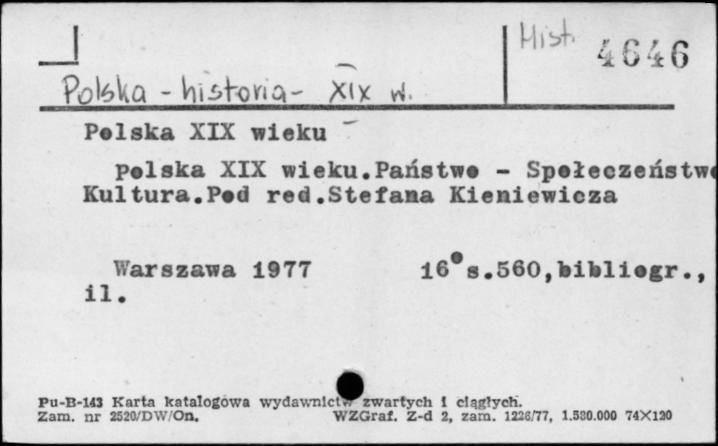 Hist. 4646
Polska - historia - XIX w.
Polska XIX wieku
Polska XIX wieku.Państwo - Społeczeństwo
Kultura.Pod red.Stefana Kieniewicza
Warszawa 1977 16° s.560,bibliogr.,
il.
Pu-B-143 Karta katalogowa wydawnictw zwartych i ciągłych.
Zam. nr 2520/DW/On. WZGraf. Z-d 2, zam. 1226/77, 1.580.000 74X120